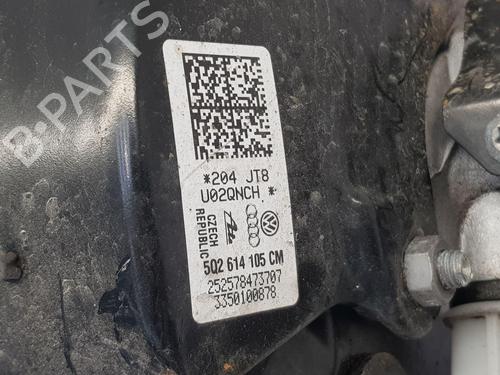 B-PARTS
*204 JT8
U02QNCH *
CZECH
REPUBLIC
5Q2 614 105 CM
252578473707
3350100878